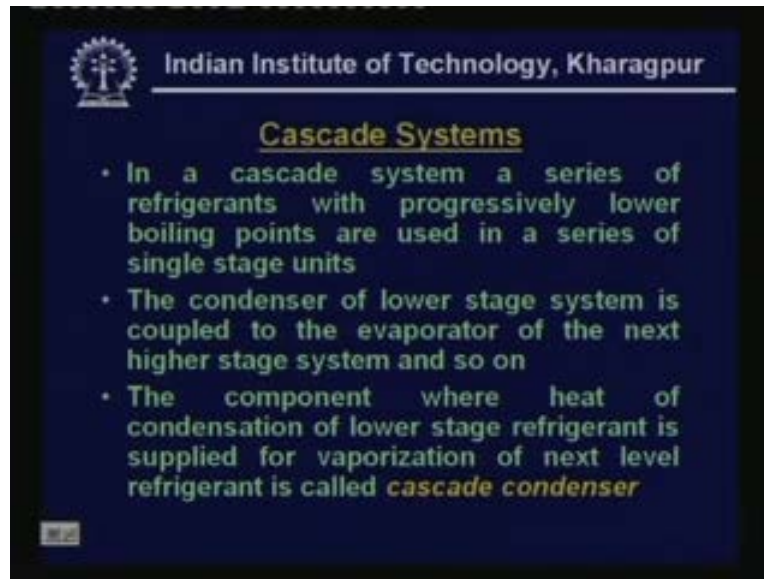 Indian Institute of Technology, Kharagpur
Cascade Systems
• In a cascade system a series of
refrigerants with progressively lower
boiling points are used in a series of
single stage units
• The condenser of lower stage system is
coupled to the evaporator of the next
higher stage system and so on
• The component where heat of
condensation of lower stage refrigerant is
supplied for vaporization of next level
refrigerant is called cascade condenser